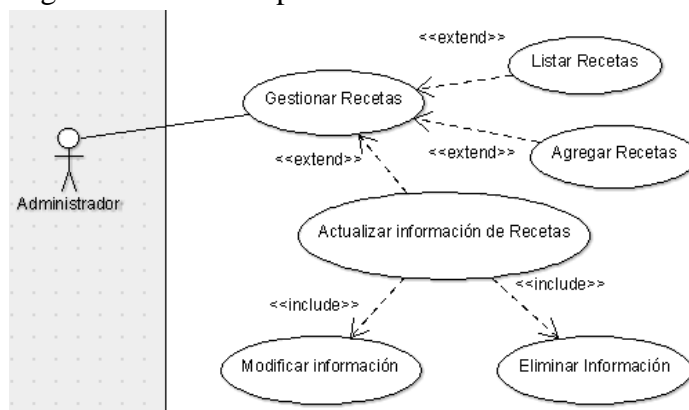 <<extend>>
Listar Recetas
Gestionar Recetas
<<extend>>
Agregar Recetas
<<extend>>
Administrador
Actualizar información de Recetas
<<include>>
<<include>>
Modificar información
Eliminar Información